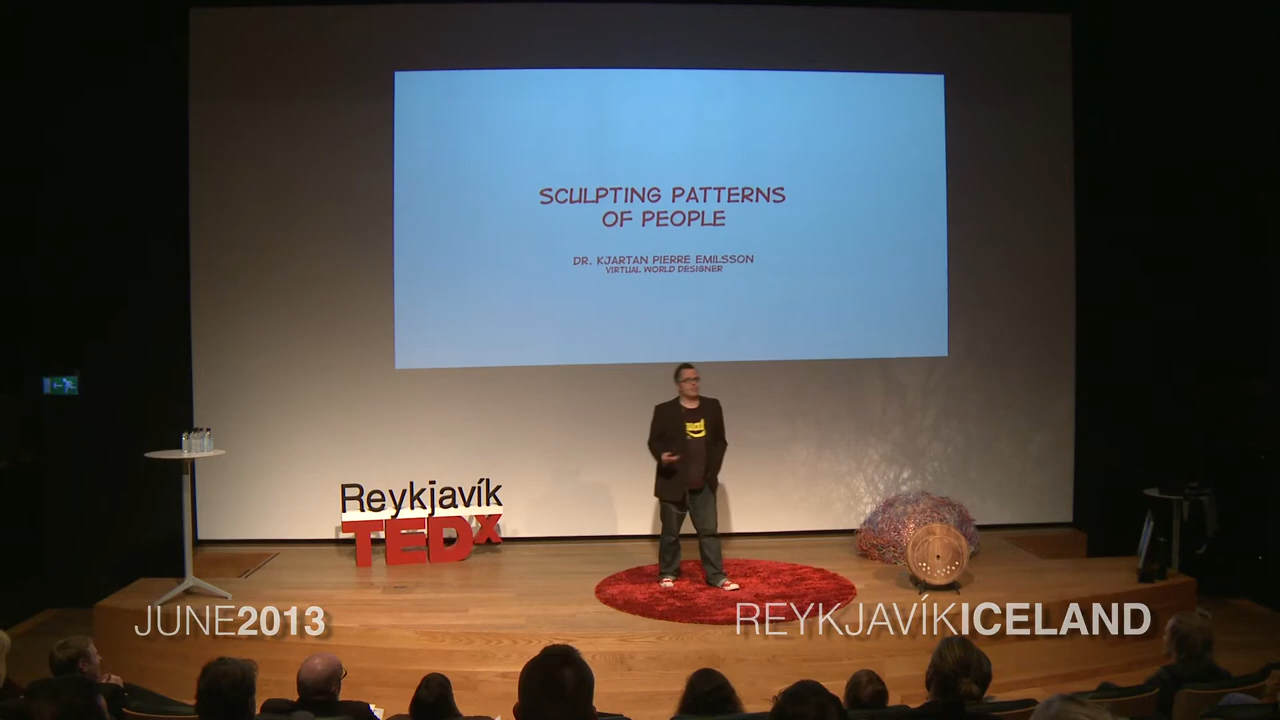 SCULPTING PATTERNS
OF PEOPLE
DR. KJARTAN PIERRE EMILSSON
VIRTUAL WORLD DESIGNER
Reykjavík
TEDx
JUNE2013
REYKJAVÍKICELAND